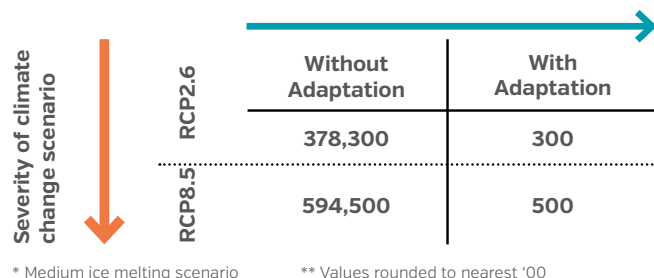 Severity of climate
change scenario
Without
Adaptation
With
Adaptation
RCP2.6
378,300
300
RCP8.5
594,500
500
* Medium ice melting scenario
** Values rounded to nearest ‘00